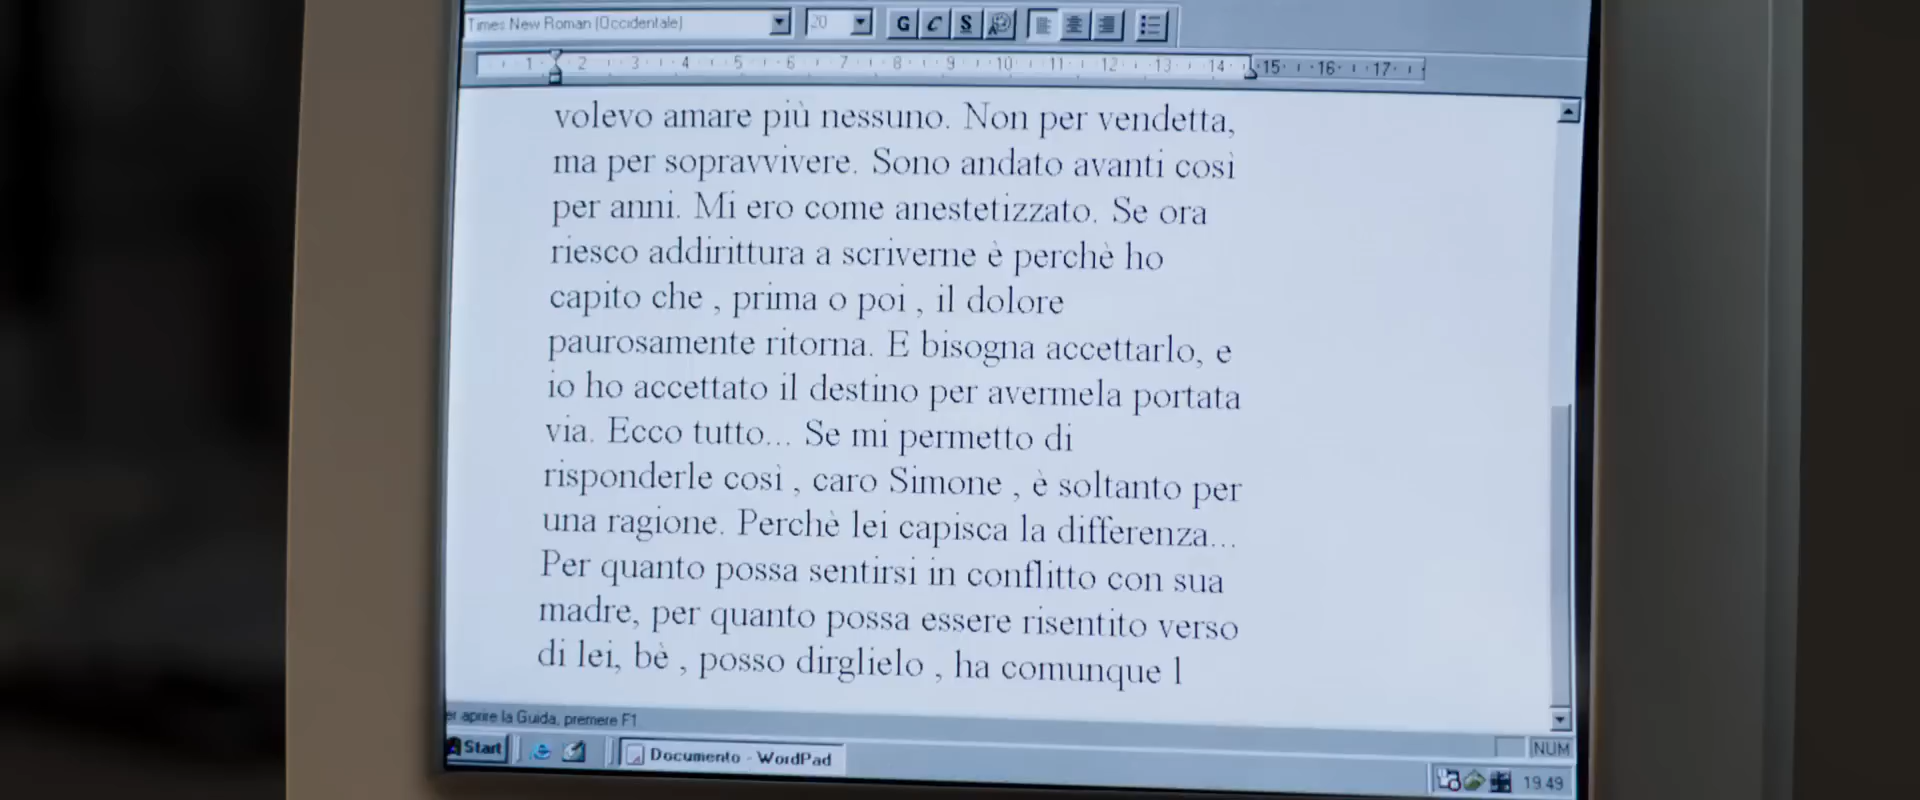 Times New Roman (Occidentale) 20 G C S
1 2 3 4 5 6 7 8 9 10 11 12 13 14 15 16 17
volevo amare più nessuno. Non per vendetta,
ma per sopravvivere. Sono andato avanti così
per anni. Mi ero come anestetizzato. Se ora
riesco addirittura a scriverne è perchè ho
capito che , prima o poi , il dolore
paurosamente ritorna. E bisogna accettarlo, e
io ho accettato il destino per avermela portata
via. Ecco tutto... Se mi permetto di
risponderle così , caro Simone , è soltanto per
una ragione. Perchè lei capisca la differenza...
Per quanto possa sentirsi in conflitto con sua
madre, per quanto possa essere risentito verso
di lei, bè , posso dirglielo , ha comunque l
er aprire la Guida, premere F1
NUM
Start Documento - WordPad 19.49